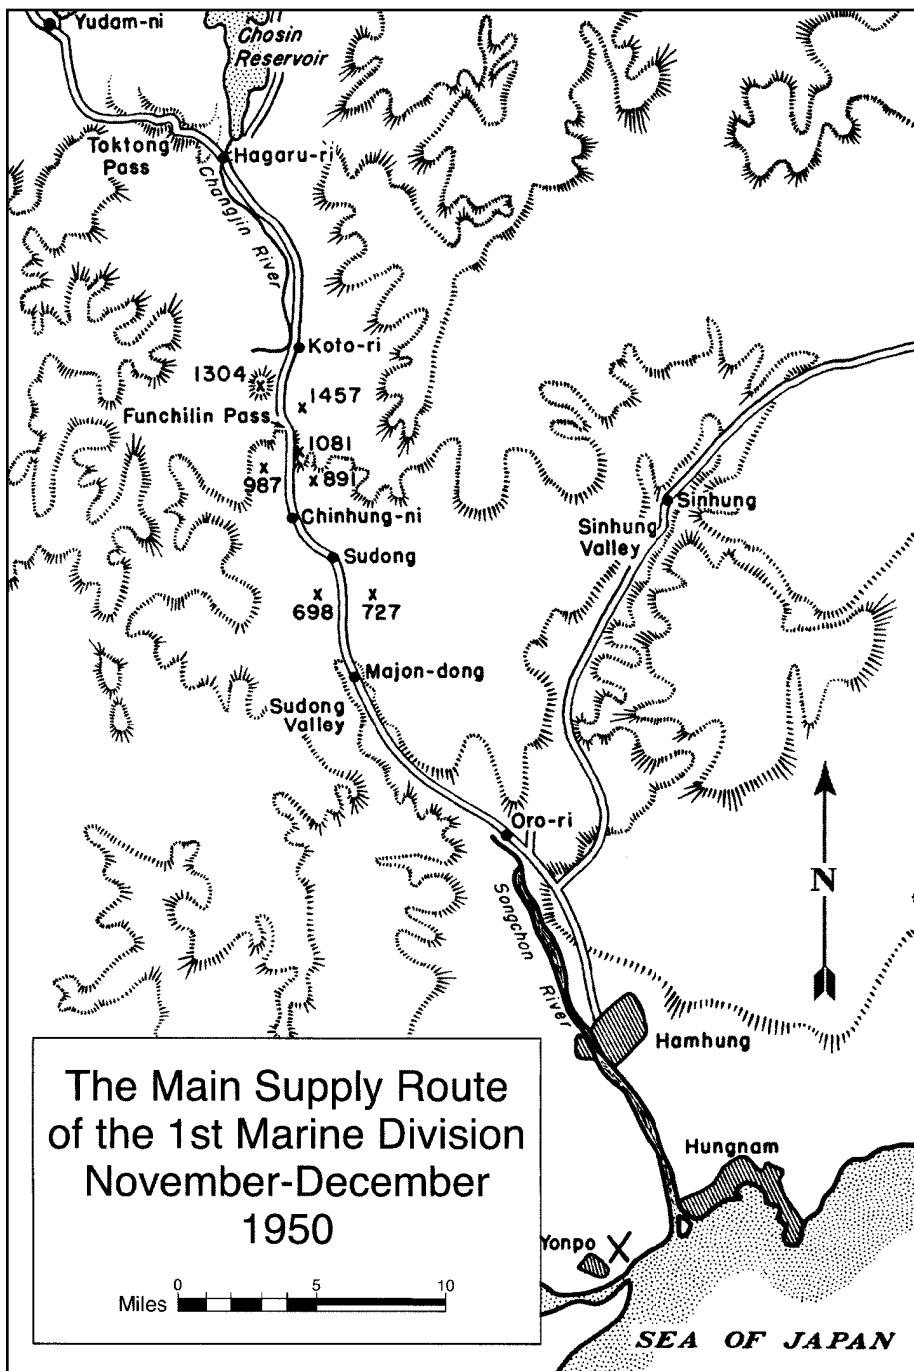 Yudam-ni
Chosin
Reservoir
Toktong
Pass
Hagaru-ri
Changjin River
Koto-ri
1304
1457
Funchilin Pass
1081
987
891
Chinhung-ni
Sinhung
Sinhung
Valley
Sudong
698
727
Majon-dong
Sudong
Valley
Oro-ri
N
Songchon River
Hamhung
The Main Supply Route
of the 1st Marine Division
November-December
1950
Hungnam
Yonpo
0 5 10
Miles
SEA OF JAPAN